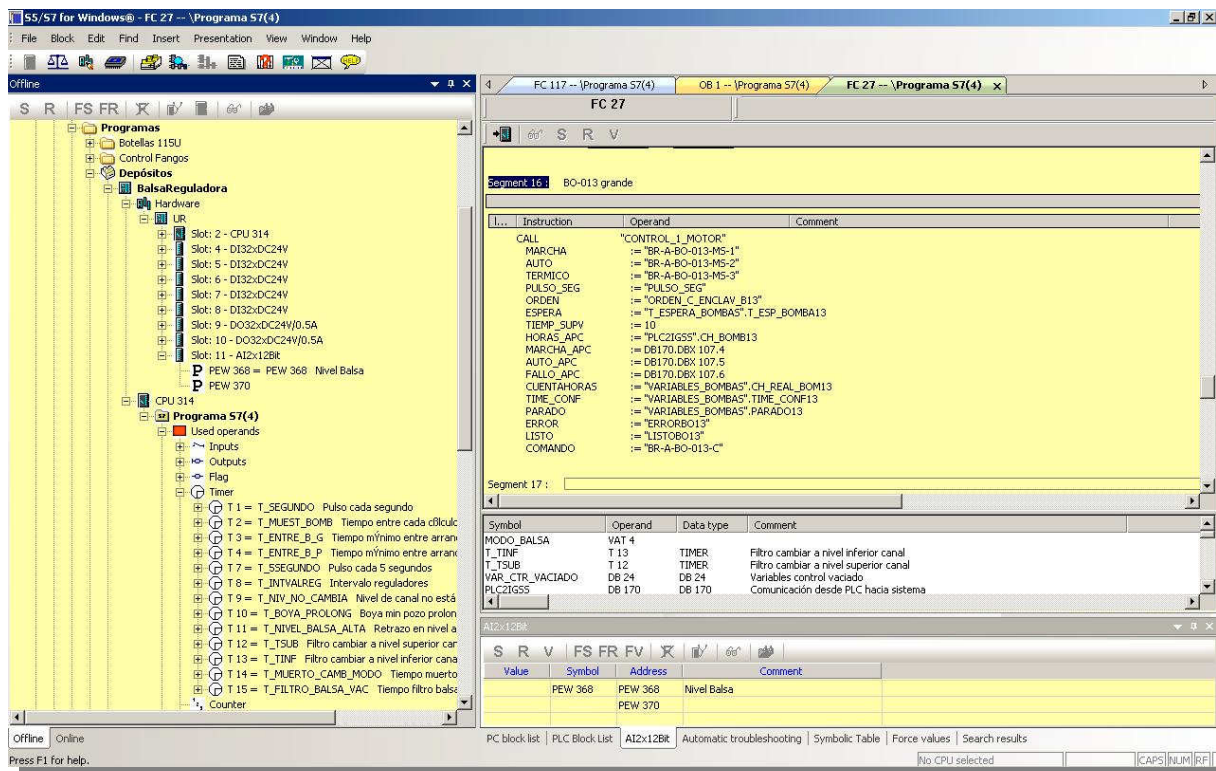 S5/S7 for Windows® - FC 27 -- \Programa S7(4)
File Block Edit Find Insert Presentation View Window Help
Offline
S R FS FR
Programas
Botellas 115U
Control Fangos
Depósitos
BalsaReguladora
Hardware
UR
Slot: 2 - CPU 314
Slot: 4 - DI32xDC24V
Slot: 5 - DI32xDC24V
Slot: 6 - DI32xDC24V
Slot: 7 - DI32xDC24V
Slot: 8 - DI32xDC24V
Slot: 9 - DO32xDC24V/0.5A
Slot: 10 - DO32xDC24V/0.5A
Slot: 11 - AI2x12Bit
P PEW 368 = PEW 368 Nivel Balsa
P PEW 370
CPU 314
Programa S7(4)
Used operands
Inputs
Outputs
Flag
Timer
T 1 = T_SEGUNDO Pulso cada segundo
T 2 = T_MUEST_BOMB Tiempo entre cada cßlculo
T 3 = T_ENTRE_B_G Tiempo mÝnimo entre arran
T 4 = T_ENTRE_B_P Tiempo mÝnimo entre arran
T 7 = T_5SEGUNDO Pulso cada 5 segundos
T 8 = T_INTVALREG Intervalo reguladores
T 9 = T_NIV_NO_CAMBIA Nivel de canal no está
T 10 = T_BOYA_PROLONG Boya min pozo prolon
T 11 = T_NIVEL_BALSA_ALTA Retrazo en nivel a
T 12 = T_TSUB Filtro cambiar a nivel superior car
T 13 = T_TINF Filtro cambiar a nivel inferior cana
T 14 = T_MUERTO_CAMB_MODO Tiempo muerto
T 15 = T_FILTRO_BALSA_VAC Tiempo filtro balsa
Counter
Offline Online
FC 117 -- \Programa S7(4) OB 1 -- \Programa S7(4) FC 27 -- \Programa S7(4) x
FC 27
S R V
Segment 16 : BO-013 grande
l... Instruction Operand Comment
CALL "CONTROL_1_MOTOR"
MARCHA := "BR-A-BO-013-MS-1"
AUTO := "BR-A-BO-013-MS-2"
TERMICO := "BR-A-BO-013-MS-3"
PULSO_SEG := "PULSO_SEG"
ORDEN := "ORDEN_C_ENCLAV_B13"
ESPERA := "T_ESPERA_BOMBAS".T_ESP_BOMBA13
TIEMP_SUPV := 10
HORAS_APC := "PLC2IGSS".CH_BOMB13
MARCHA_APC := DB170.DBX 107.4
AUTO_APC := DB170.DBX 107.5
FALLO_APC := DB170.DBX 107.6
CUENTAHORAS := "VARIABLES_BOMBAS".CH_REAL_BOM13
TIME_CONF := "VARIABLES_BOMBAS".TIME_CONF13
PARADO := "VARIABLES_BOMBAS".PARADO13
ERROR := "ERRORBO13"
LISTO := "LISTOBO13"
COMANDO := "BR-A-BO-013-C"
Segment 17 :
Symbol Operand Data type Comment
MODO_BALSA VAT 4
T_TINF T 13 TIMER Filtro cambiar a nivel inferior canal
T_TSUB T 12 TIMER Filtro cambiar a nivel superior canal
VAR_CTR_VACIADO DB 24 DB 24 Variables control vaciado
PLC2IGSS DB 170 DB 170 Comunicación desde PLC hacia sistema
AI2x12Bit
S R V FS FR FV
Value Symbol Address Comment
PEW 368 PEW 368 Nivel Balsa
PEW 370
PC block list PLC Block List AI2x12Bit Automatic troubleshooting Symbolic Table Force values Search results
Press F1 for help. No CPU selected CAPS NUM RF